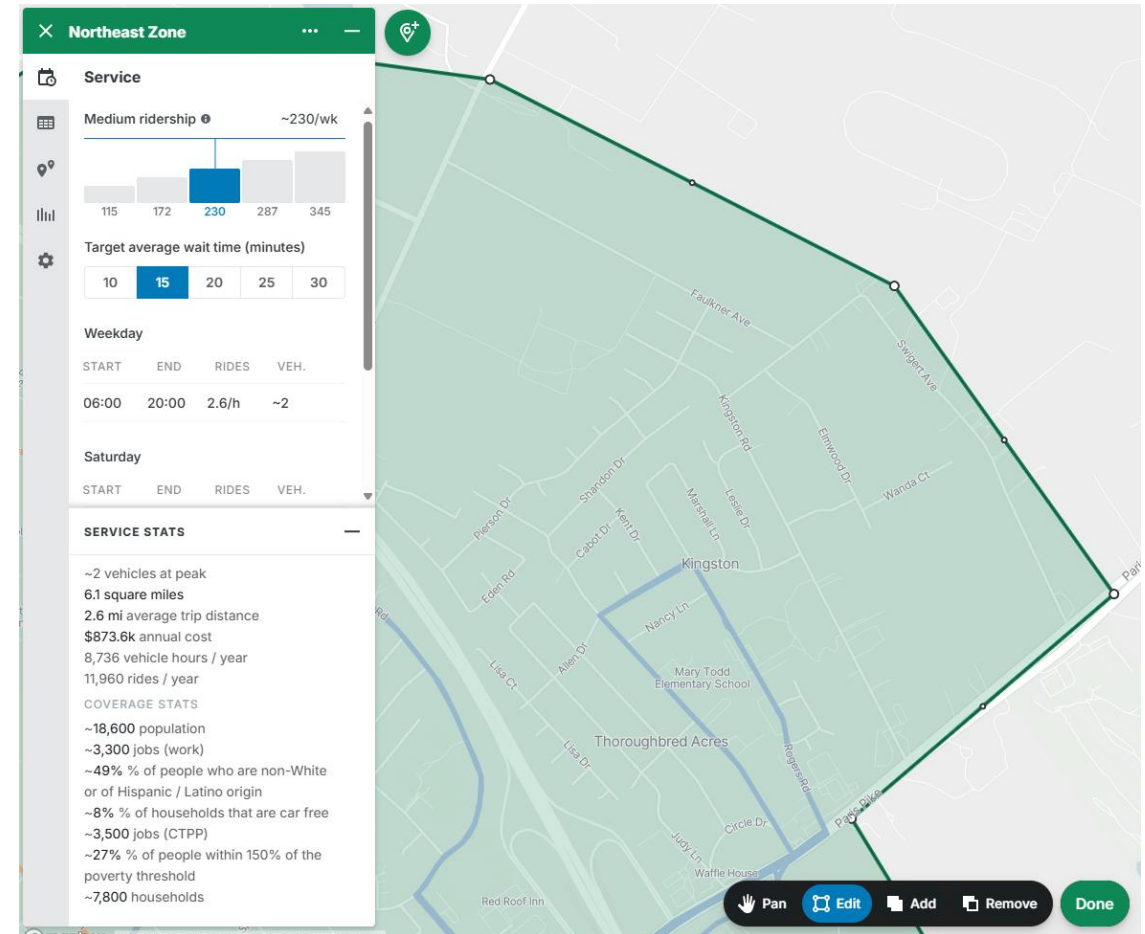 Northeast Zone
Service
Medium ridership ~230/wk
115 172 230 287 345
Target average wait time (minutes)
10 15 20 25 30
Weekday
START END RIDES VEH.
06:00 20:00 2.6/h ~2
Saturday
START END RIDES VEH.
SERVICE STATS
~2 vehicles at peak
6.1 square miles
2.6 mi average trip distance
$873.6k annual cost
8,736 vehicle hours / year
11,960 rides / year
COVERAGE STATS
~18,600 population
~3,300 jobs (work)
~49% % of people who are non-White
or of Hispanic / Latino origin
~8% % of households that are car free
~3,500 jobs (CTPP)
~27% % of people within 150% of the
poverty threshold
~7,800 households
Faulkner Ave
Swigert Ave
Kingston Rd
Elmwood Dr
Wanda Ct
Shandon Dr
Pierson Dr
Marshall Ln
Leslie Dr
Kent Dr
Cabot Dr
Kingston
Eden Rd
Nancy Ln
Allen Dr
Lisa Ct
Mary Todd
Elementary School
Thoroughbred Acres
Lisa Dr
Rogers Rd
Paris Pike
Circle Dr
Judy Ln
Waffle House
Red Roof Inn
Pan Edit Add Remove Done